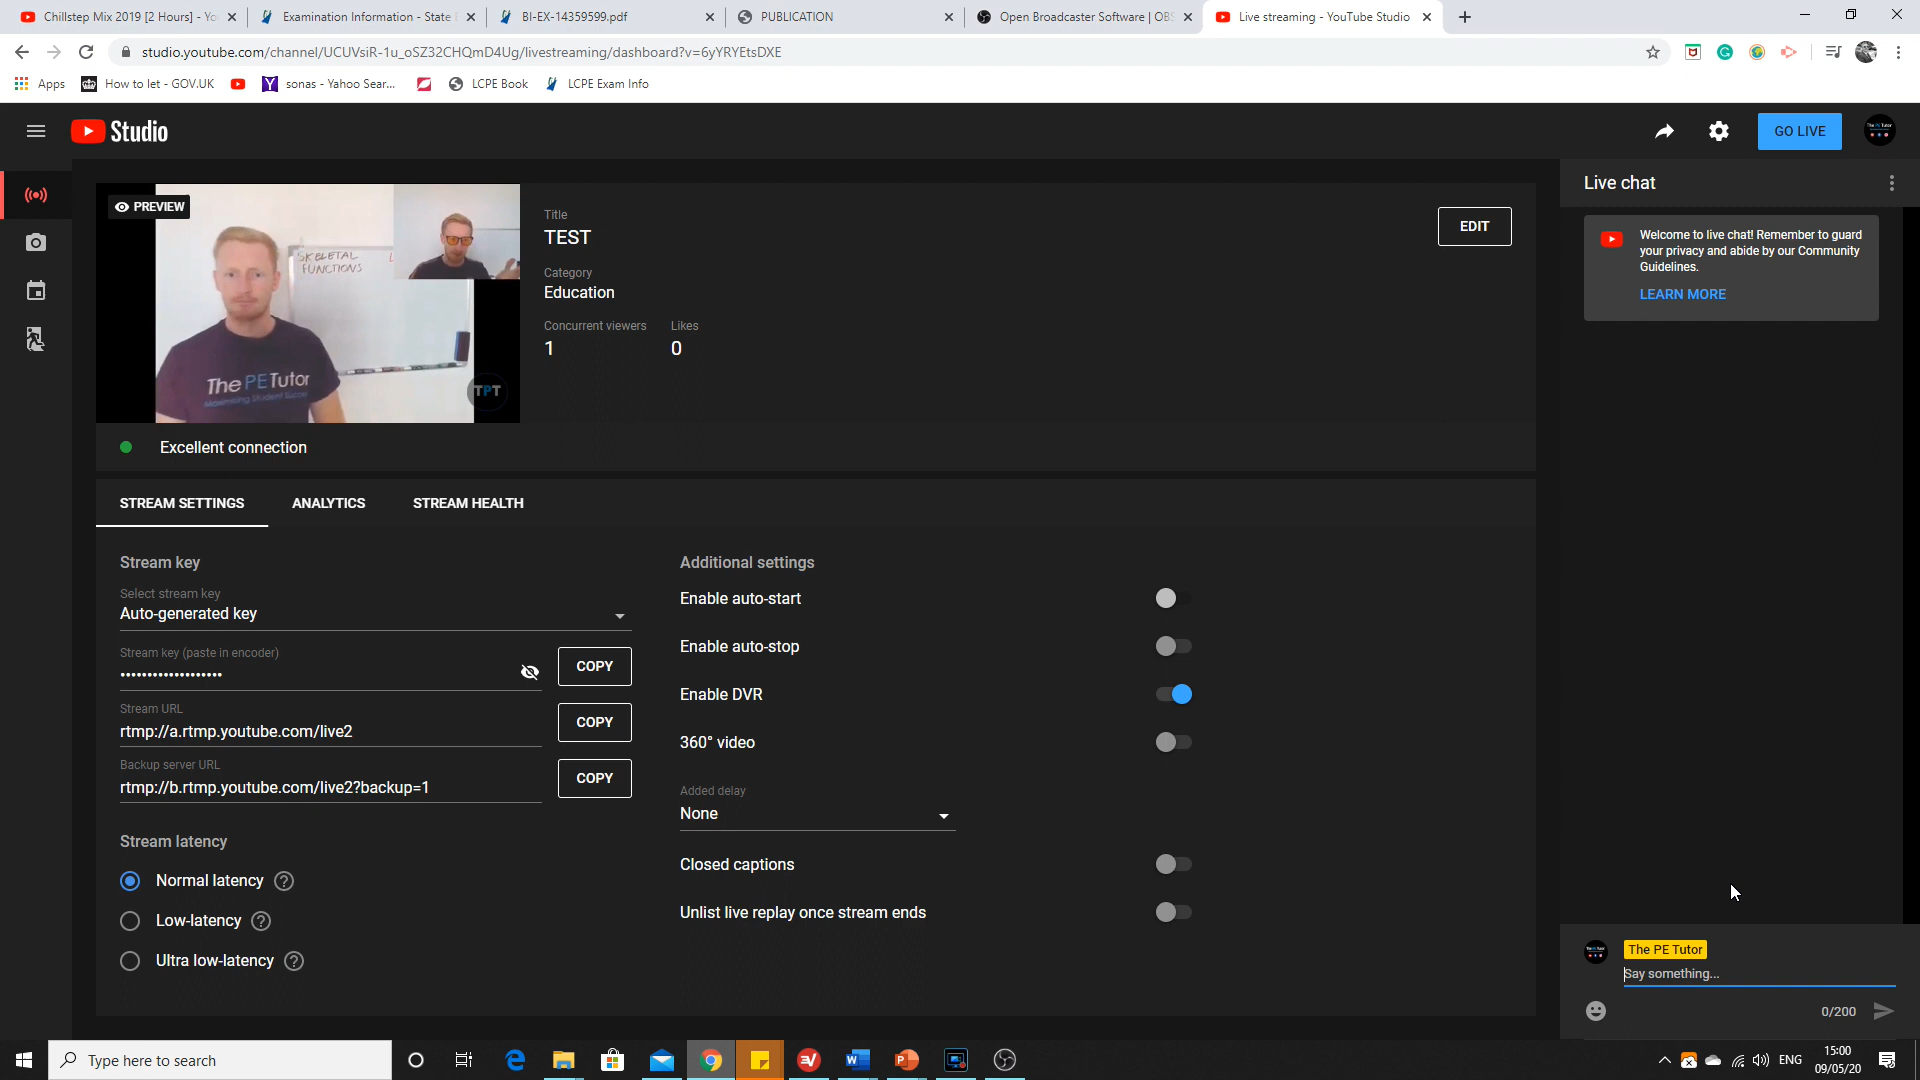 Chillstep Mix 2019 [2 Hours] - Yo
Examination Information - State E
BI-EX-14359599.pdf
PUBLICATION
Open Broadcaster Software | OBS
Live streaming - YouTube Studio
studio.youtube.com/channel/UCUVsiR-1u_oSZ32CHQmD4Ug/livestreaming/dashboard?v=6yYRYEtsDXE
Apps
How to let - GOV.UK
sonas - Yahoo Sear...
LCPE Book
LCPE Exam Info
Studio
GO LIVE
PREVIEW
SKELETAL
FUNCTIONS
The PE Tutor
Maximising Student Success
TPT
Title
TEST
Category
Education
Concurrent viewers
Likes
1
0
EDIT
Excellent connection
STREAM SETTINGS
ANALYTICS
STREAM HEALTH
Stream key
Select stream key
Auto-generated key
Stream key (paste in encoder)
•••••••••••••••••••
COPY
Stream URL
rtmp://a.rtmp.youtube.com/live2
COPY
Backup server URL
rtmp://b.rtmp.youtube.com/live2?backup=1
COPY
Stream latency
Normal latency
Low-latency
Ultra low-latency
Additional settings
Enable auto-start
Enable auto-stop
Enable DVR
360° video
Added delay
None
Closed captions
Unlist live replay once stream ends
Live chat
Welcome to live chat! Remember to guard
your privacy and abide by our Community
Guidelines.
LEARN MORE
The PE Tutor
Say something...
0/200
Type here to search
ENG
15:00
09/05/20